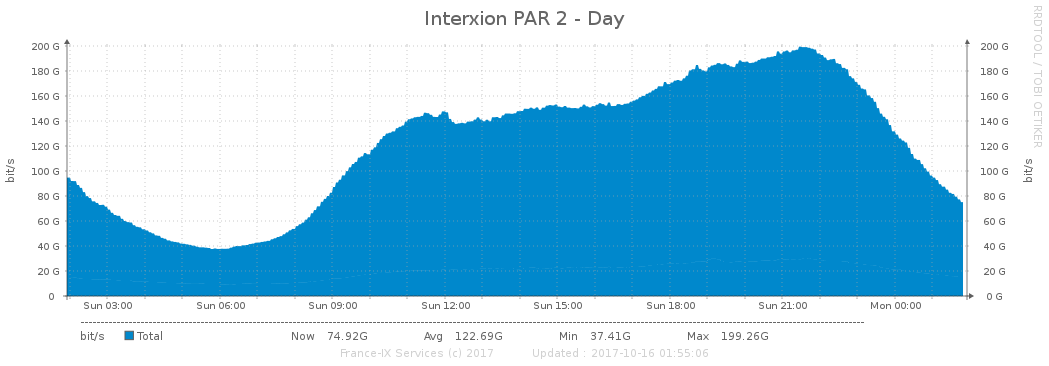 Interxion PAR 2 - Day
RRDTOOL / TOBI OETIKER
200 G 200 G
180 G 180 G
160 G 160 G
140 G 140 G
120 G 120 G
100 G 100 G
80 G 80 G
60 G 60 G
40 G 40 G
20 G 20 G
0 0 G
bit/s bit/s
Sun 03:00 Sun 06:00 Sun 09:00 Sun 12:00 Sun 15:00 Sun 18:00 Sun 21:00 Mon 00:00
bit/s Total Now 74.92G Avg 122.69G Min 37.41G Max 199.26G
France-IX Services (c) 2017 Updated : 2017-10-16 01:55:06